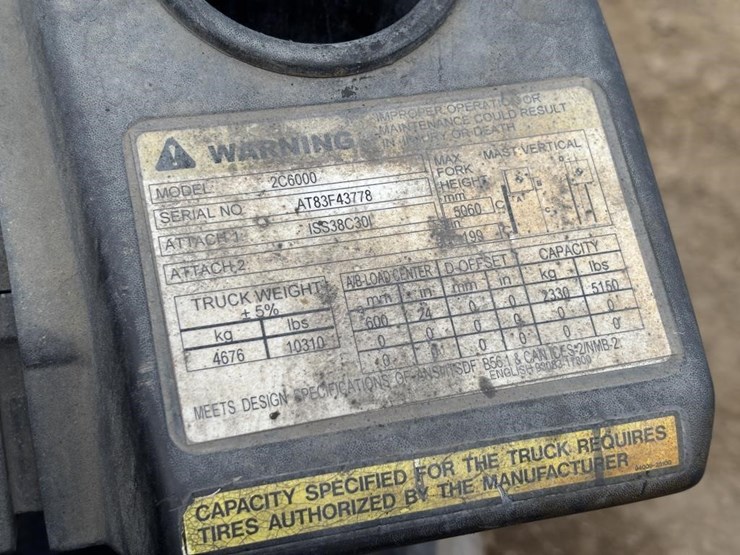 WARNING
IMPROPER OPERATION OR
MAINTENANCE COULD RESULT
IN INJURY OR DEATH
MODEL 2C6000
SERIAL NO AT83F43778
ATTACH 1 ISS38C30
ATTACH 2
MAX
FORK
HEIGHT
mm
5060
in
199
MAST VERTICAL
TRUCK WEIGHT
± 5%
kg lbs
4676 10310
A/B-LOAD CENTER D-OFFSET CAPACITY
mm in mm in kg lbs
600 24 0 0 2330 5150
0 0 0 0 0 0
0 0 0 0 0 0
MEETS DESIGN SPECIFICATIONS OF ANSI/ITSDF B56.1 & CAN ICES-2/NMB-2
ENGLISH
CAPACITY SPECIFIED FOR THE TRUCK REQUIRES
TIRES AUTHORIZED BY THE MANUFACTURER